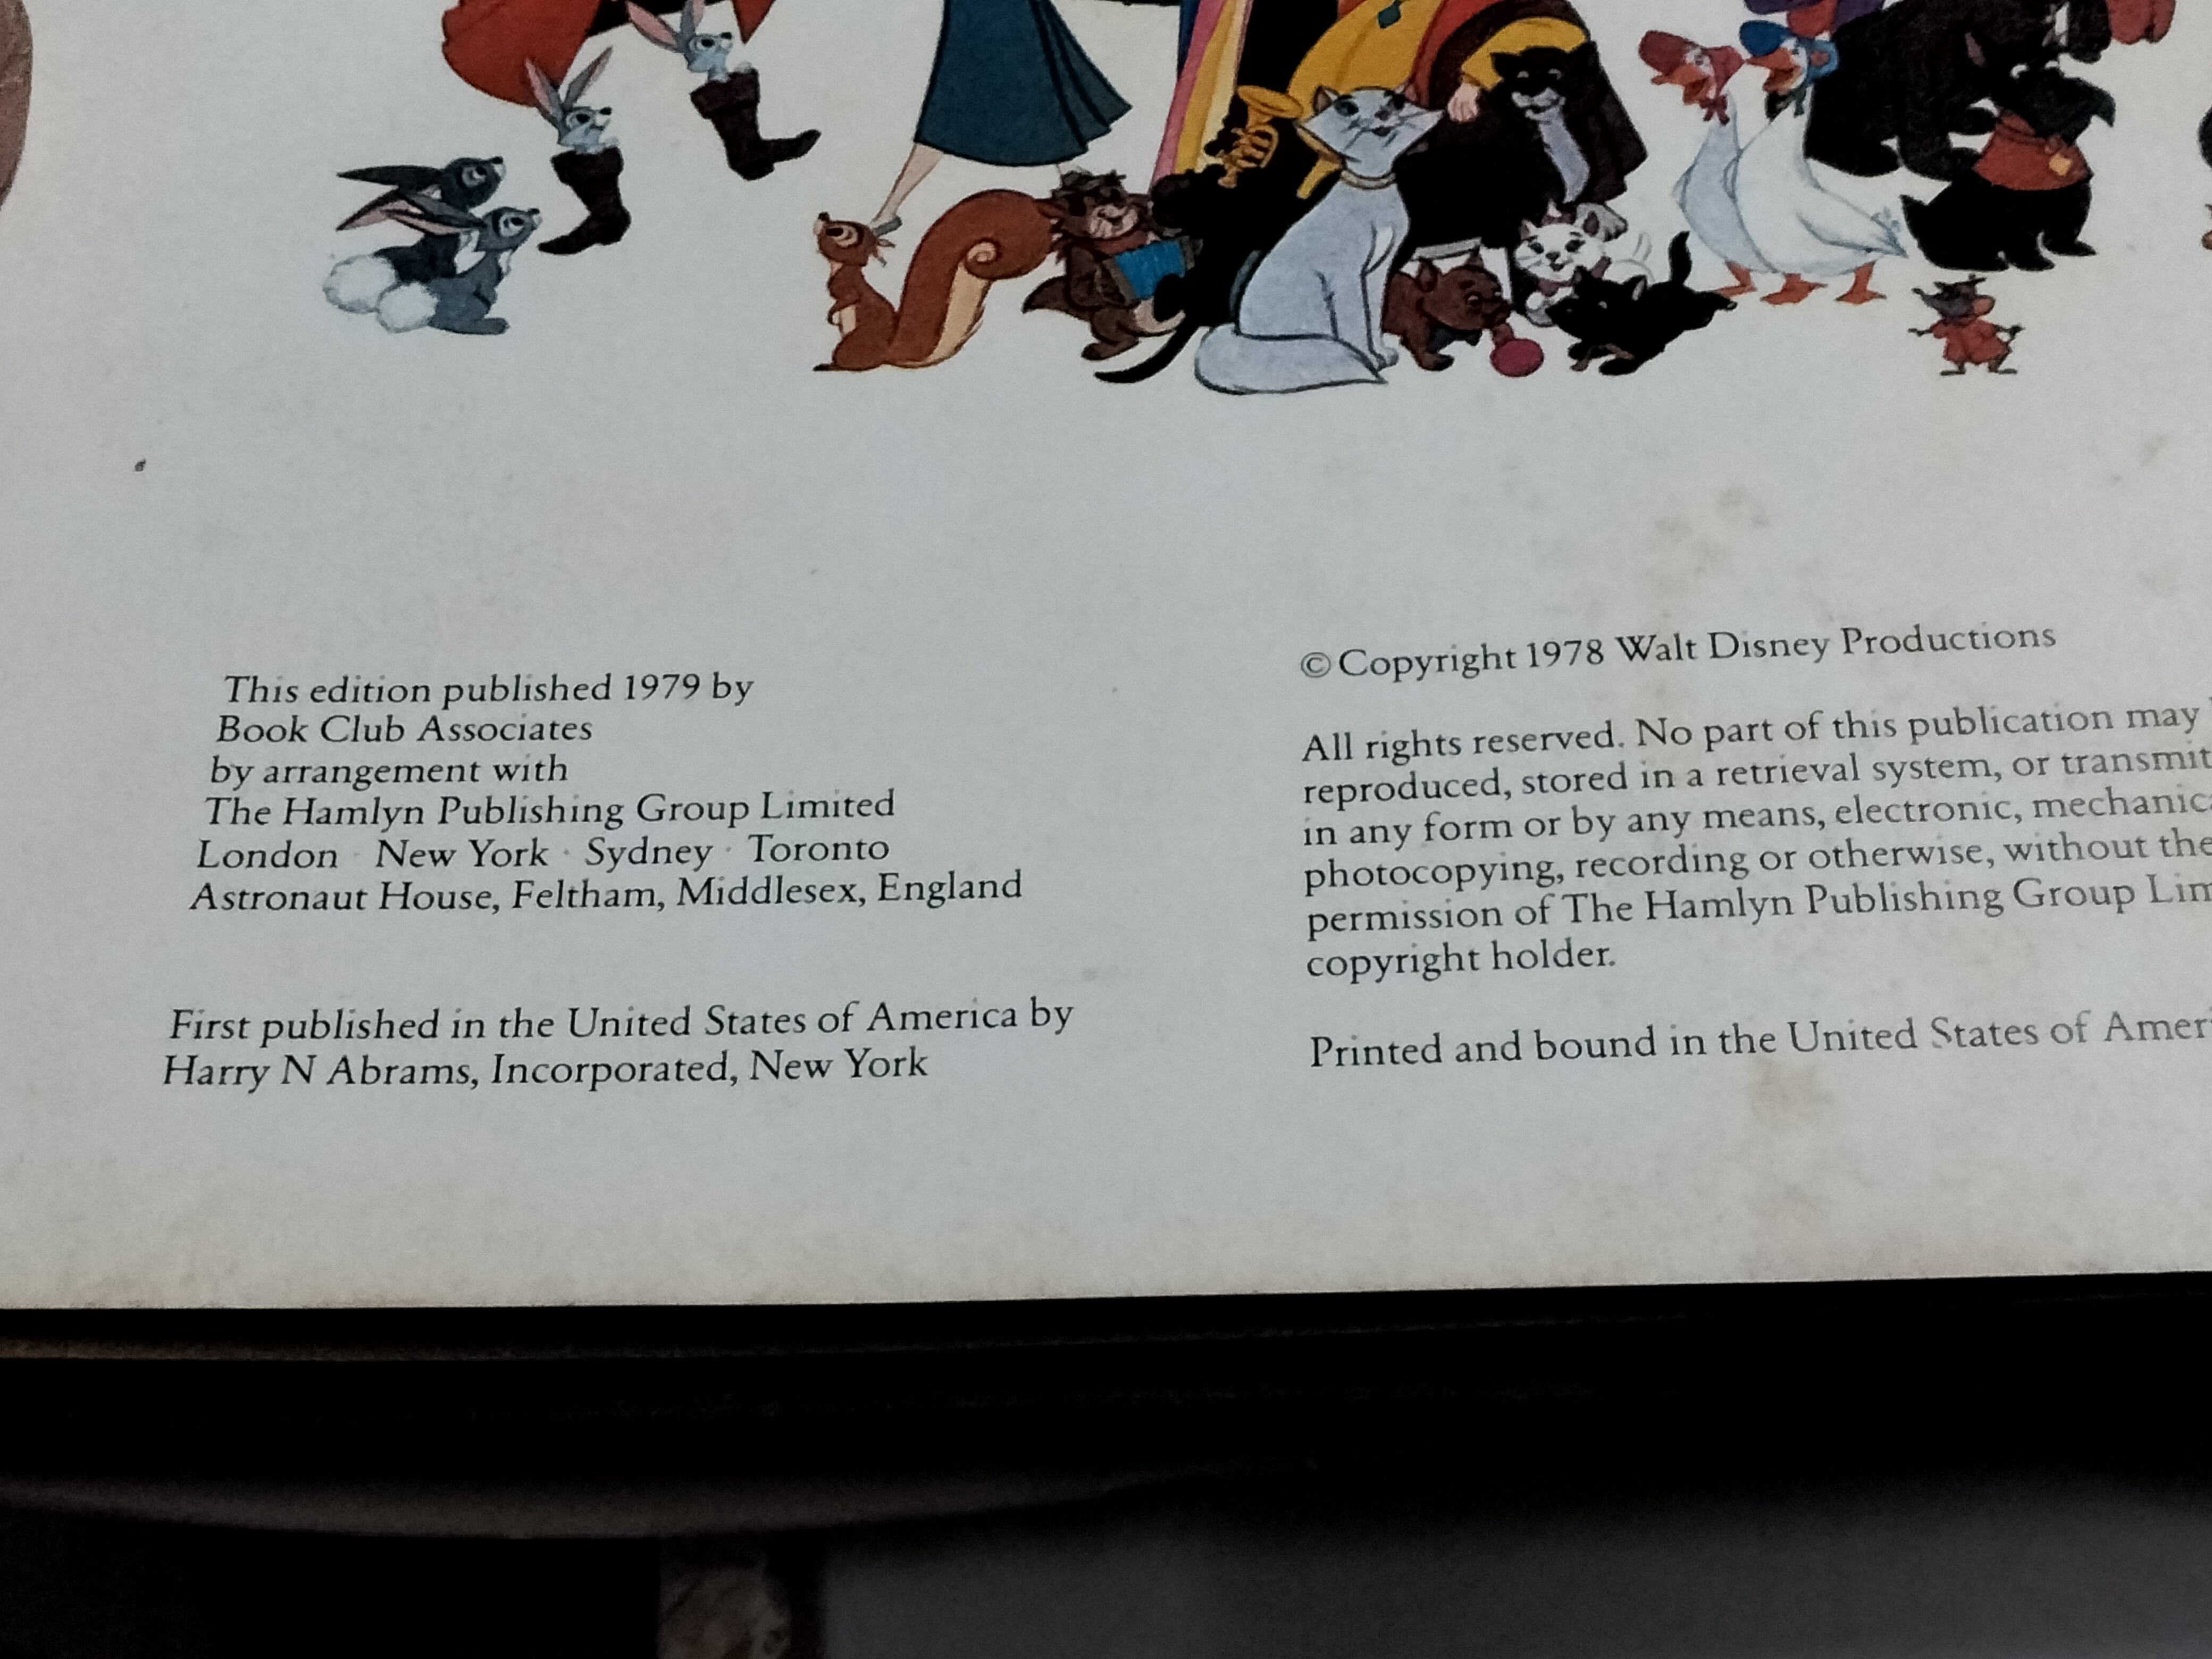 This edition published 1979 by
Book Club Associates
by arrangement with
The Hamlyn Publishing Group Limited
London · New York · Sydney · Toronto
Astronaut House, Feltham, Middlesex, England
First published in the United States of America by
Harry N Abrams, Incorporated, New York
© Copyright 1978 Walt Disney Productions
All rights reserved. No part of this publication may
reproduced, stored in a retrieval system, or
in any form or by any means, electronic,
photocopying, recording or otherwise, without the
permission of The Hamlyn Publishing Group
copyright holder.
Printed and bound in the United States of